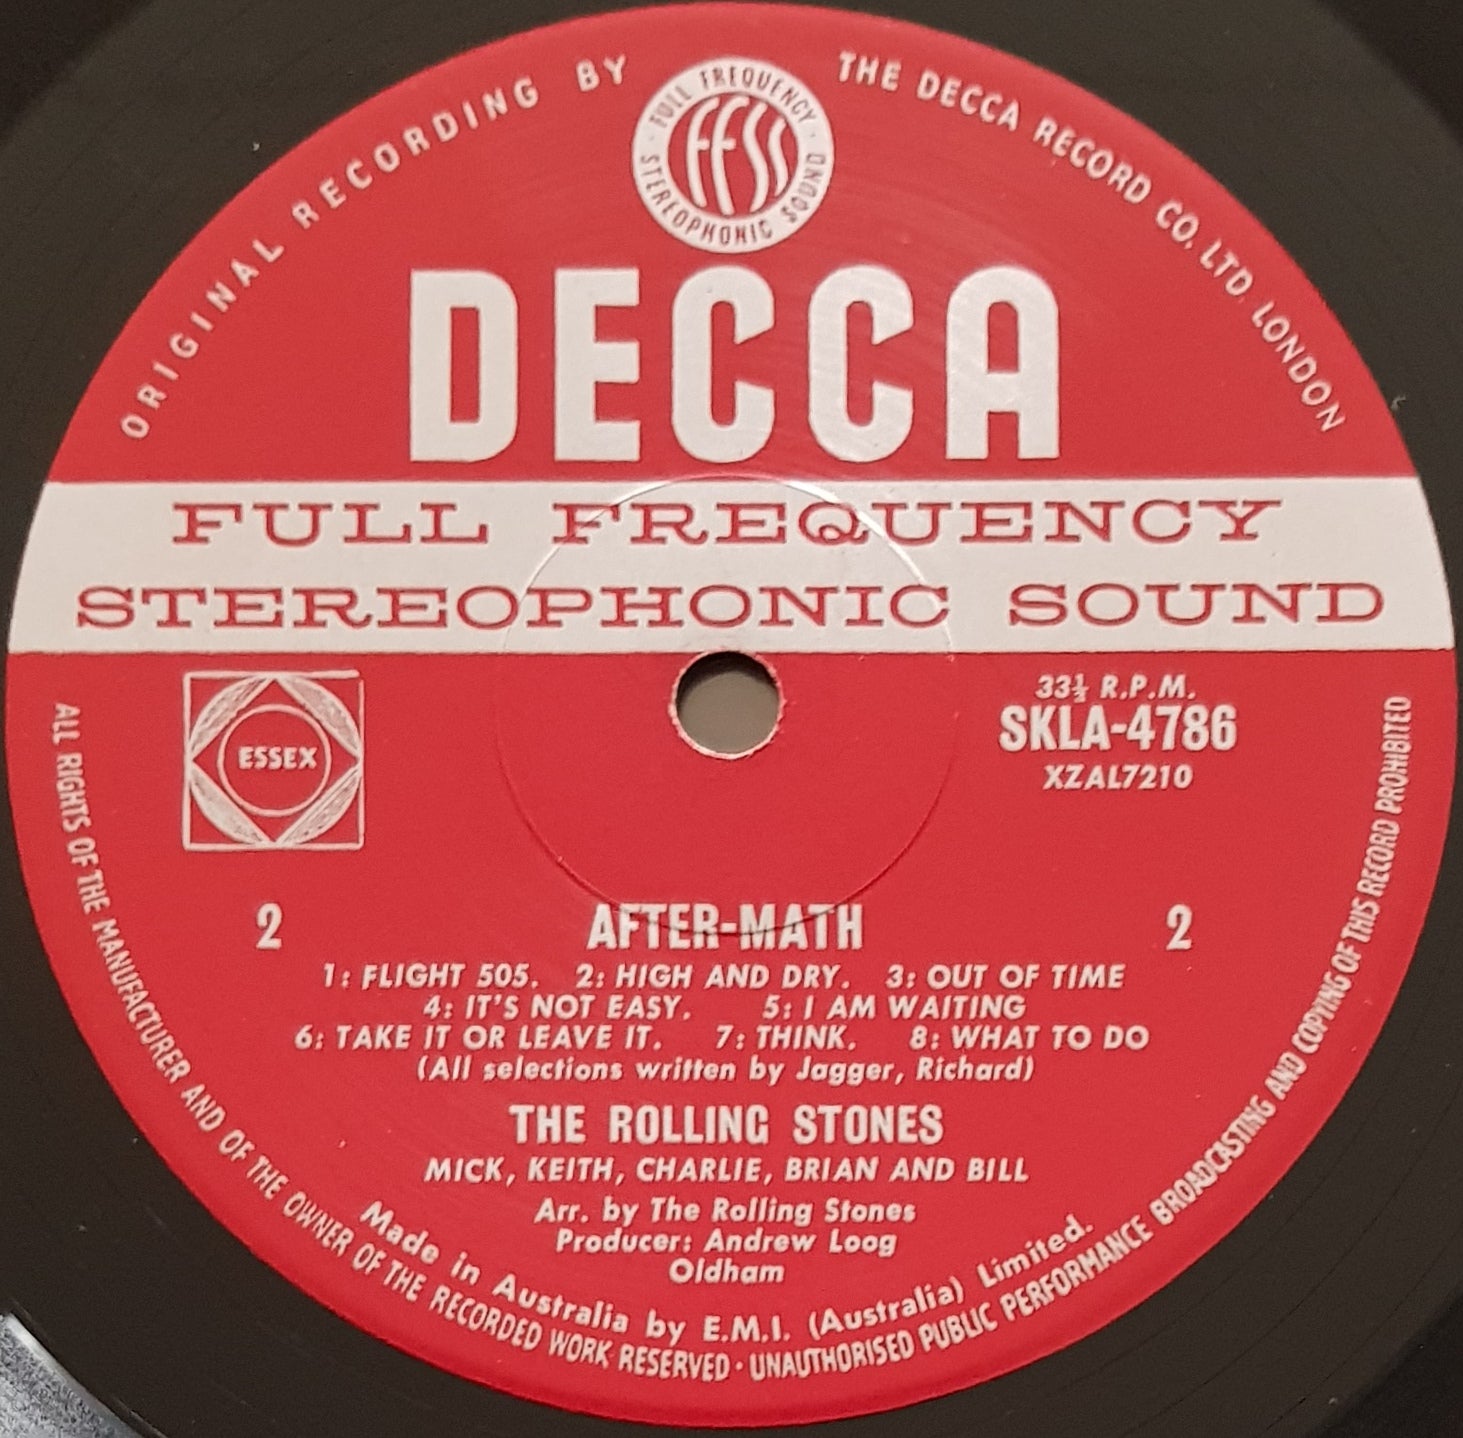 ORIGINAL RECORDING BY THE DECCA RECORD CO. LTD. LONDON
FULL FREQUENCY
FFSS
STEREOPHONIC SOUND
DECCA
FULL FREQUENCY
STEREOPHONIC SOUND
ESSEX
33⅓ R.P.M.
SKLA-4786
XZAL7210
2 AFTER-MATH 2
1: FLIGHT 505. 2: HIGH AND DRY. 3: OUT OF TIME
4: IT'S NOT EASY. 5: I AM WAITING
6: TAKE IT OR LEAVE IT. 7: THINK. 8: WHAT TO DO
(All selections written by Jagger, Richard)
THE ROLLING STONES
MICK, KEITH, CHARLIE, BRIAN AND BILL
Arr. by The Rolling Stones
Producer: Andrew Loog
Oldham
Made in Australia by E.M.I. (Australia) Limited.
ALL RIGHTS OF THE MANUFACTURER AND OF THE OWNER OF THE RECORDED WORK RESERVED · UNAUTHORISED PUBLIC PERFORMANCE BROADCASTING AND COPYING OF THIS RECORD PROHIBITED